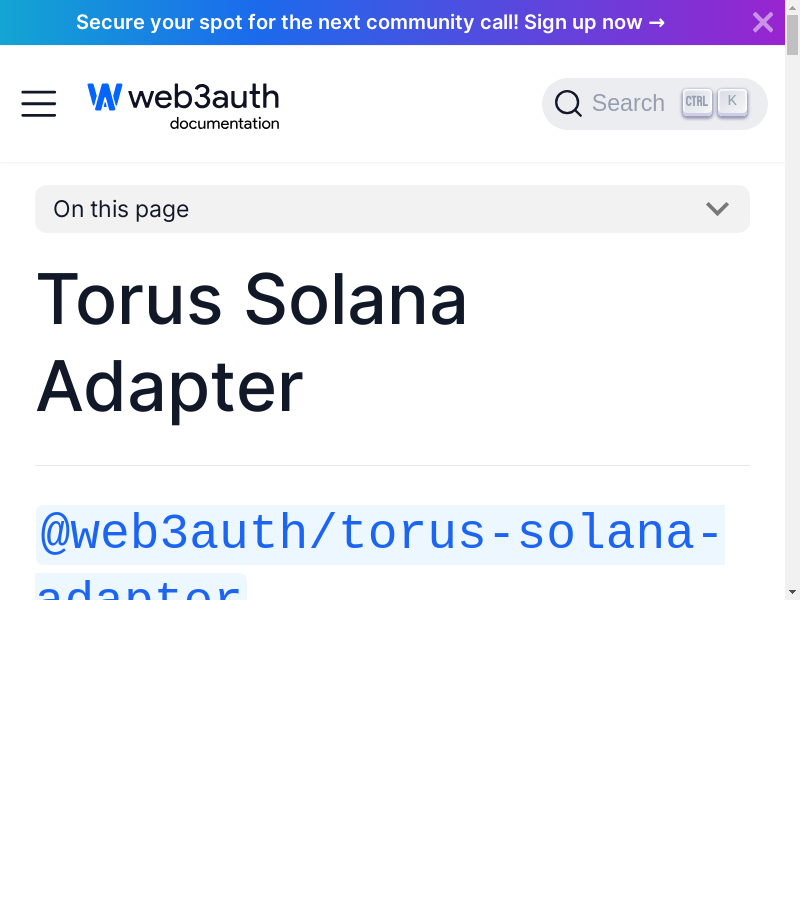 Secure your spot for the next community call! Sign up now →
web3auth
documentation
Search CTRL K
On this page
Torus Solana
Adapter
@web3auth/torus-solana-
adapter